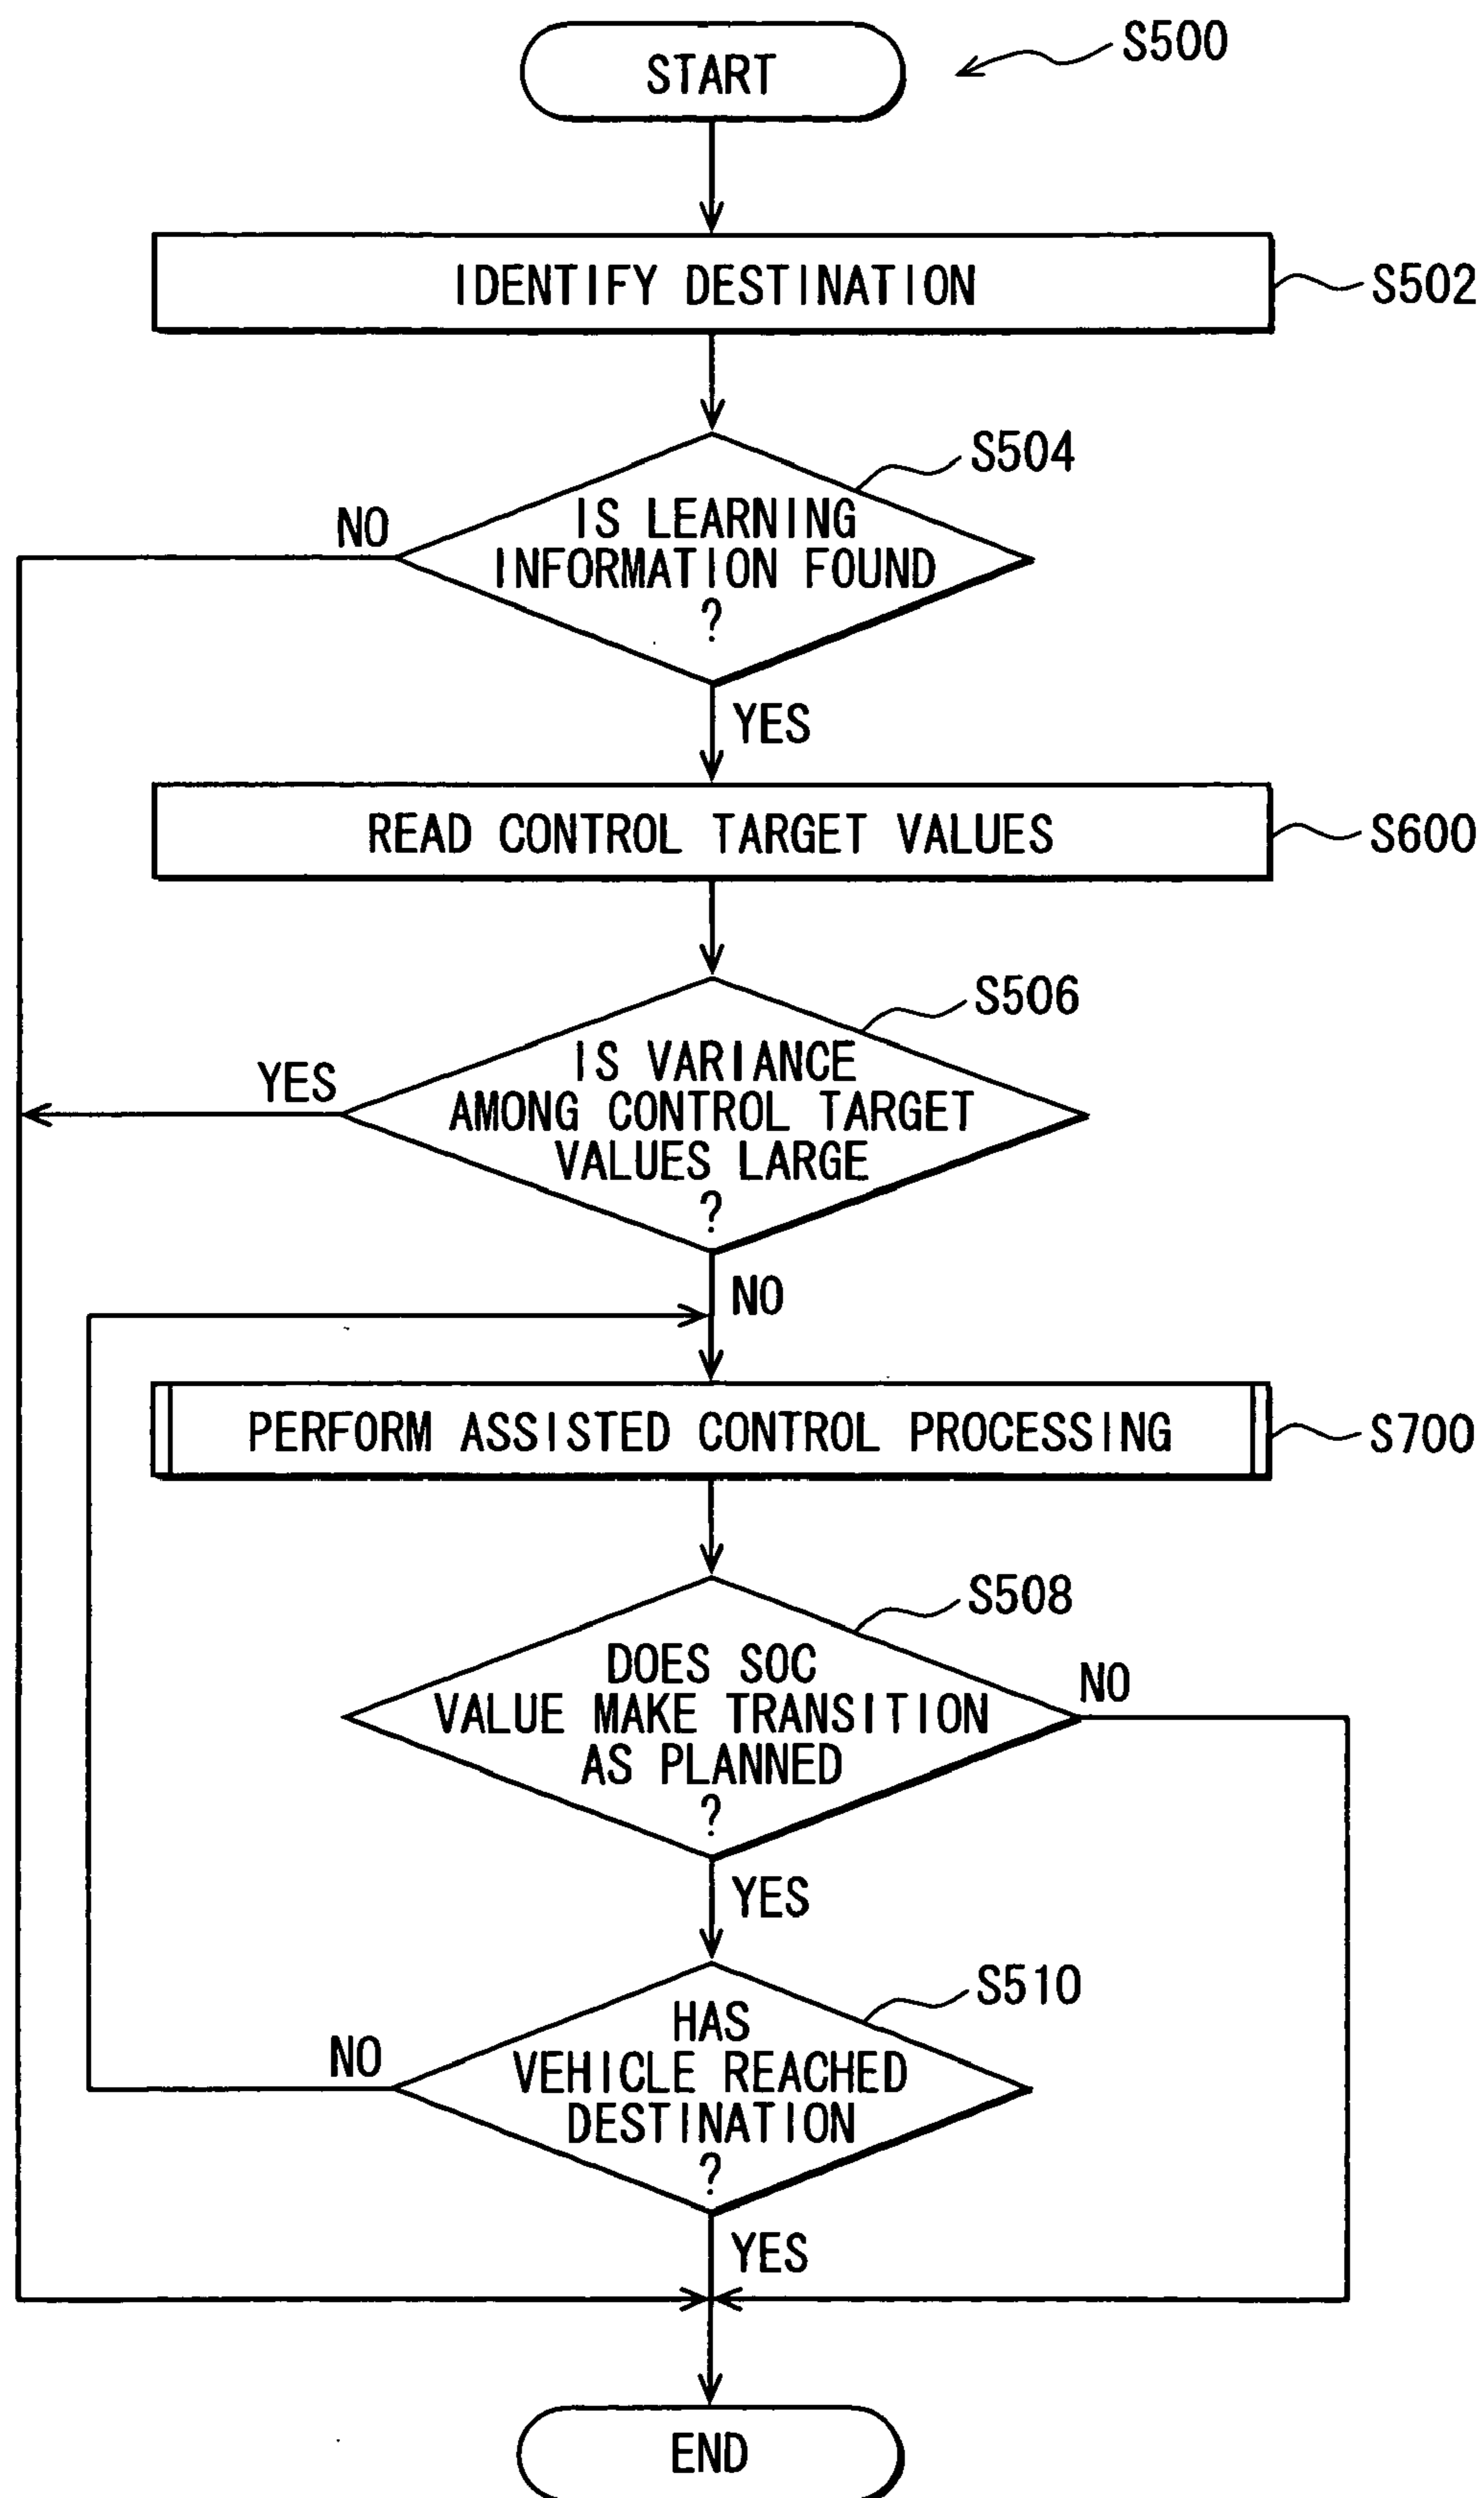 START
S500
IDENTIFY DESTINATION
S502
S504
NO
IS LEARNING
INFORMATION FOUND
?
YES
READ CONTROL TARGET VALUES
S600
S506
YES
IS VARIANCE
AMONG CONTROL TARGET
VALUES LARGE
?
NO
PERFORM ASSISTED CONTROL PROCESSING
S700
S508
DOES SOC
VALUE MAKE TRANSITION
AS PLANNED
?
NO
YES
S510
HAS
VEHICLE REACHED
DESTINATION
?
NO
YES
END